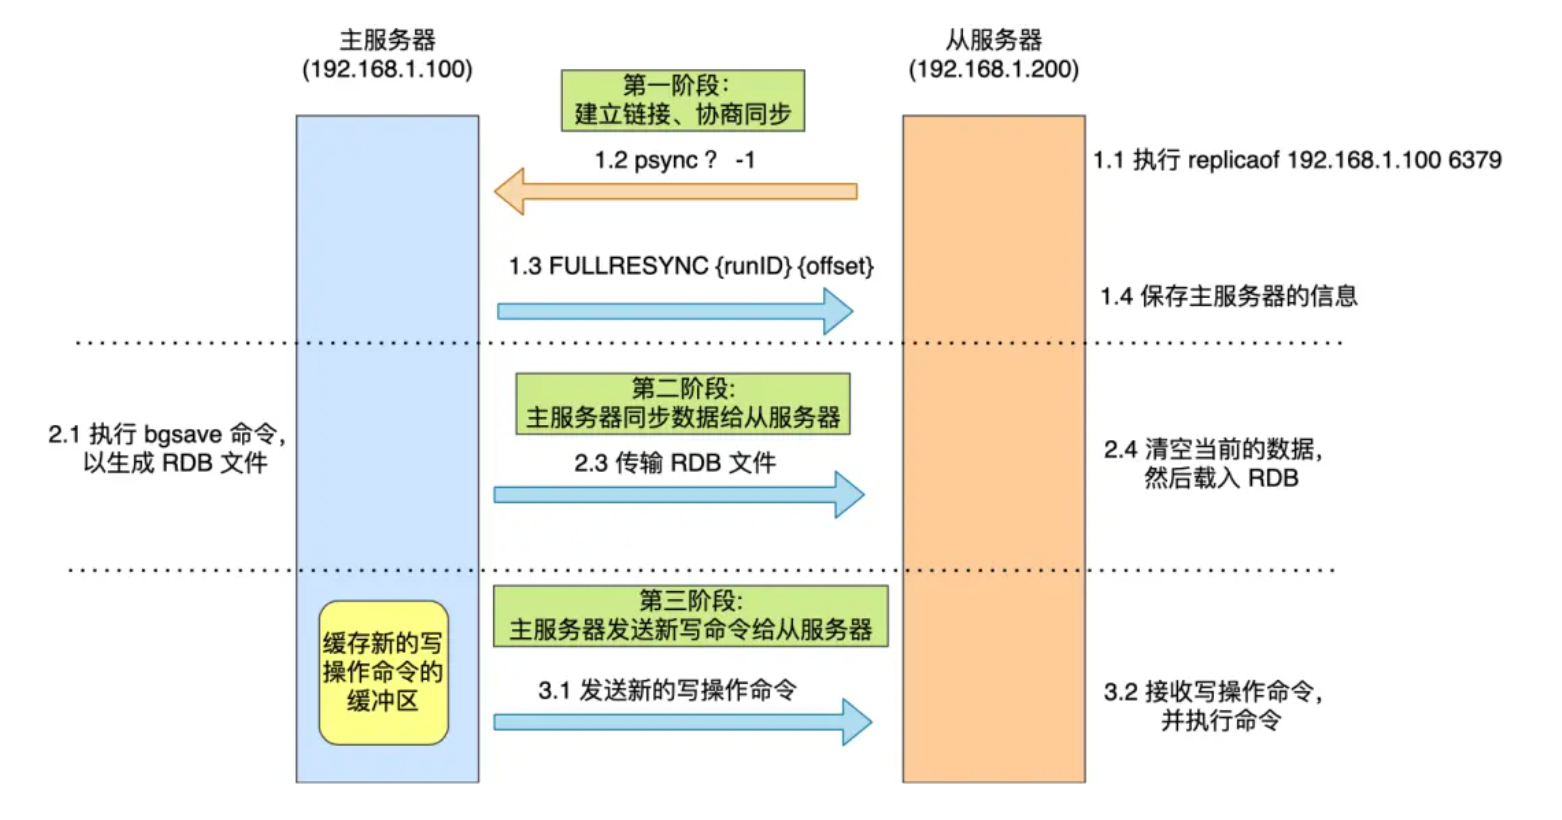 主服务器
(192.168.1.100)
从服务器
(192.168.1.200)
第一阶段：
建立链接、协商同步
1.1 执行 replicaof 192.168.1.100 6379
1.2 psync ？ -1
1.3 FULLRESYNC {runID} {offset}
1.4 保存主服务器的信息
第二阶段:
主服务器同步数据给从服务器
2.1 执行 bgsave 命令，
以生成 RDB 文件
2.3 传输 RDB 文件
2.4 清空当前的数据，
然后载入 RDB
第三阶段:
主服务器发送新写命令给从服务器
缓存新的写
操作命令的
缓冲区
3.1 发送新的写操作命令
3.2 接收写操作命令，
并执行命令